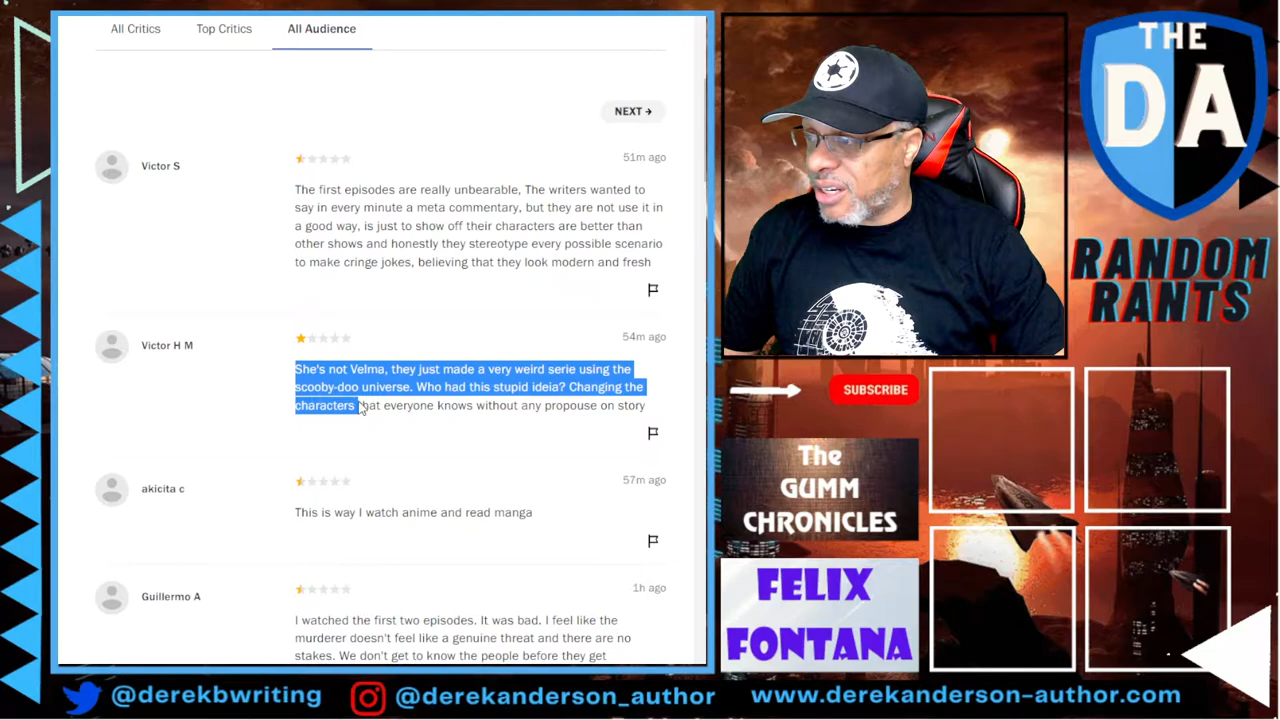 All Critics
Top Critics
All Audience
NEXT →
Victor S
51m ago
The first episodes are really unbearable, The writers wanted to
say in every minute a meta commentary, but they are not use it in
a good way, is just to show off their characters are better than
other shows and honestly they stereotype every possible scenario
to make cringe jokes, believing that they look modern and fresh
Victor H M
54m ago
She's not Velma, they just made a very weird serie using the
scooby-doo universe. Who had this stupid ideia? Changing the
characters hat everyone knows without any propouse on story
akicita c
57m ago
This is way I watch anime and read manga
Guillermo A
1h ago
I watched the first two episodes. It was bad. I feel like the
murderer doesn't feel like a genuine threat and there are no
stakes. We don't get to know the people before they get
THE
DA
RANDOM
RANTS
SUBSCRIBE
The
GUMM
CHRONICLES
FELIX
FONTANA
@derekbwriting
@derekanderson_author
www.derekanderson-author.com